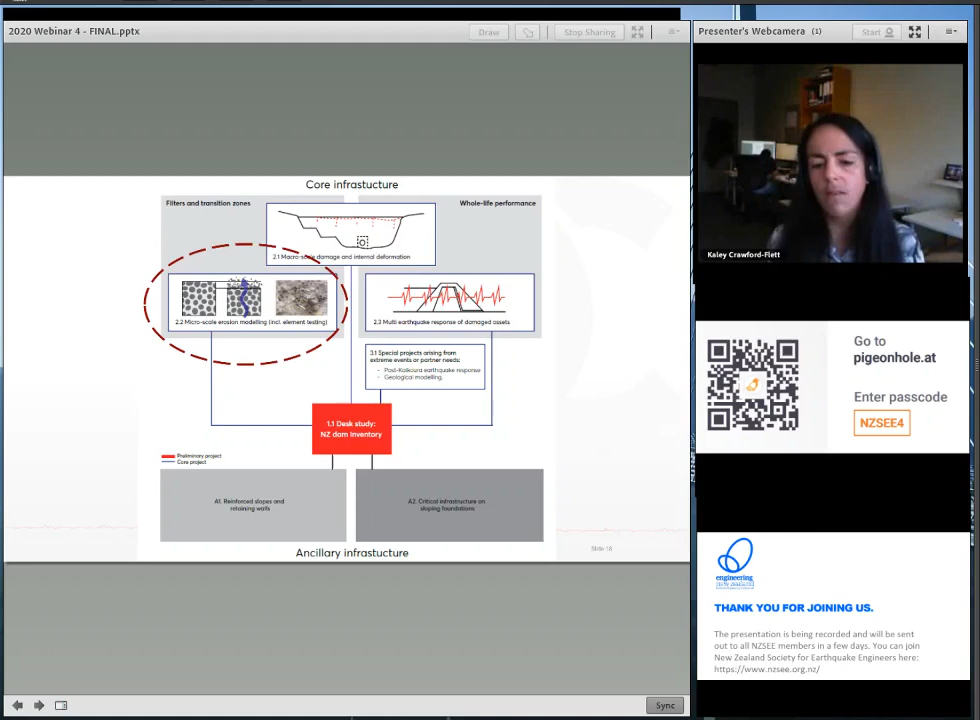 2020 Webinar 4 - FINAL.pptx
Draw
Stop Sharing
Presenter's Webcamera (1)
Start
Core infrastucture
Filters and transition zones
Whole-life performance
2.1 Macro-scale damage and internal deformation
2.2 Micro-scale erosion modelling (incl. element testing)
2.3 Multi earthquake response of damaged assets
3.1 Special projects arising from
extreme events or partner needs:
- Post-Kaikoura earthquake response
- Geological modelling.
1.1 Desk study:
NZ dam inventory
Preliminary project
Core project
A1. Reinforced slopes and
retaining walls
A2. Critical infrastructure on
sloping foundations
Ancillary infrastucture
Slide 18
Sync
Kaley Crawford-Flett
Go to
pigeonhole.at
Enter passcode
NZSEE4
engineering
NEW ZEALAND
THANK YOU FOR JOINING US.
The presentation is being recorded and will be sent
out to all NZSEE members in a few days. You can join
New Zealand Society for Earthquake Engineers here:
https://www.nzsee.org.nz/